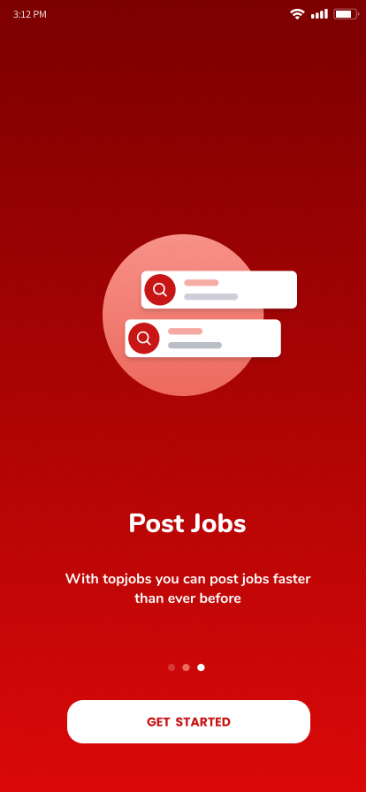 3:12 PM
Post Jobs
With topjobs you can post jobs faster
than ever before
GET STARTED